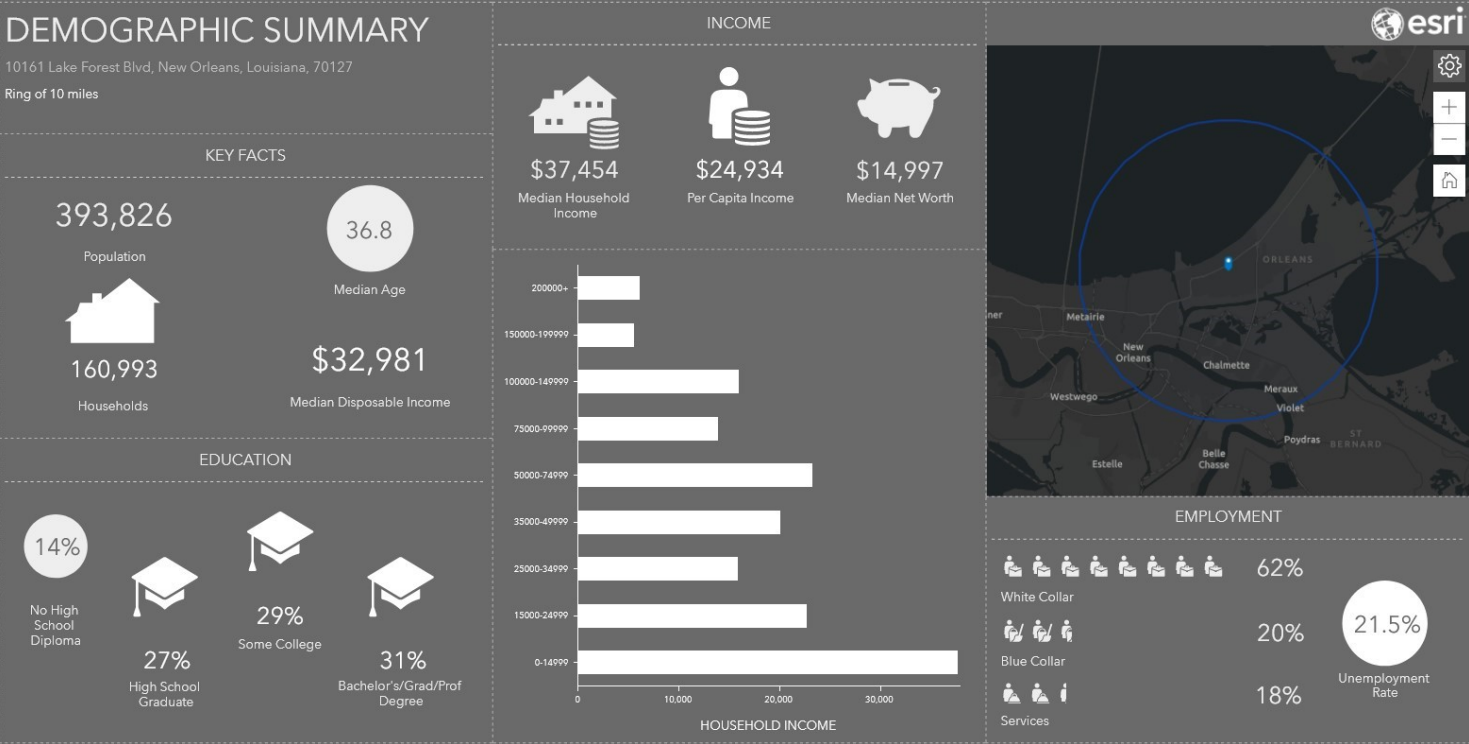 DEMOGRAPHIC SUMMARY
10161 Lake Forest Blvd, New Orleans, Louisiana, 70127
Ring of 10 miles
KEY FACTS
393,826
Population
36.8
Median Age
160,993
Households
$32,981
Median Disposable Income
EDUCATION
14%
No High
School
Diploma
27%
High School
Graduate
29%
Some College
31%
Bachelor's/Grad/Prof
Degree
INCOME
$37,454
Median Household
Income
$24,934
Per Capita Income
$14,997
Median Net Worth
200000+
150000-199999
100000-149999
75000-99999
50000-74999
35000-49999
25000-34999
15000-24999
0-14999
0 10,000 20,000 30,000
HOUSEHOLD INCOME
esri
ORLEANS
ner
Metairie
New
Orleans
Chalmette
Meraux
Westwego
Violet
Poydras
ST
BERNARD
Belle
Chasse
Estelle
EMPLOYMENT
62%
White Collar
20%
Blue Collar
18%
Services
21.5%
Unemployment
Rate